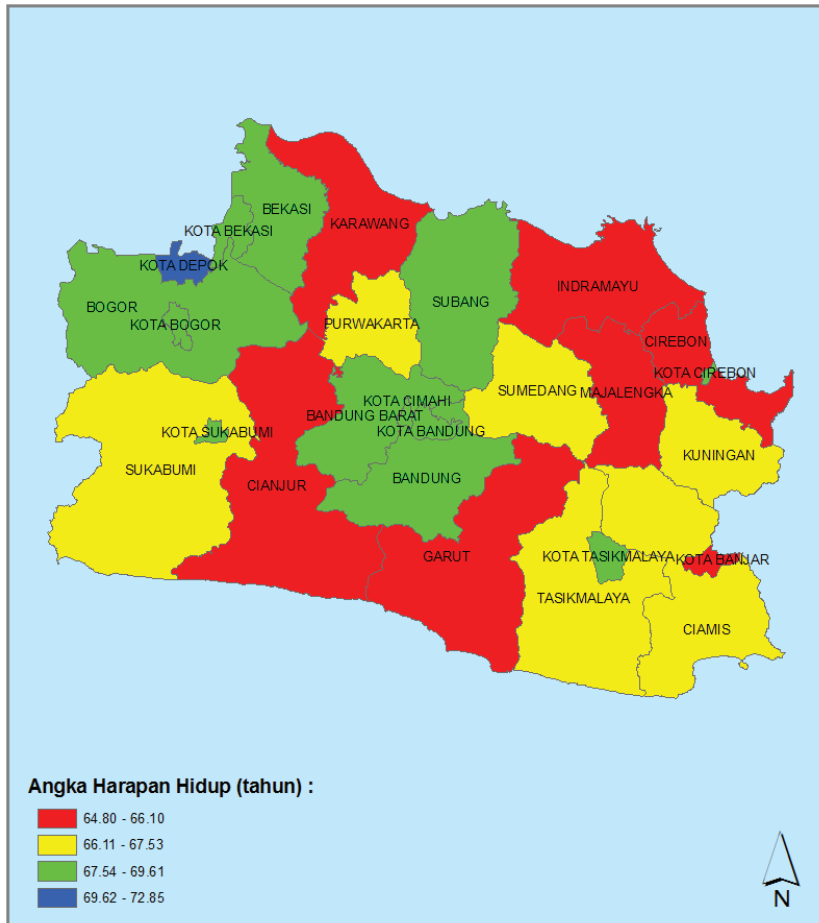 BEKASI
KARAWANG
KOTA BEKASI
KOTA DEPOK
INDRAMAYU
BOGOR
SUBANG
KOTA BOGOR
PURWAKARTA
CIREBON
KOTA CIREBON
SUMEDANG
MAJALENGKA
KOTA CIMAHI
BANDUNG BARAT
KOTA BANDUNG
KOTA SUKABUMI
KUNINGAN
SUKABUMI
BANDUNG
CIANJUR
GARUT
KOTA TASIKMALAYA
KOTA BANJAR
TASIKMALAYA
CIAMIS
Angka Harapan Hidup (tahun) :
64.80 - 66.10
66.11 - 67.53
67.54 - 69.61
69.62 - 72.85
N